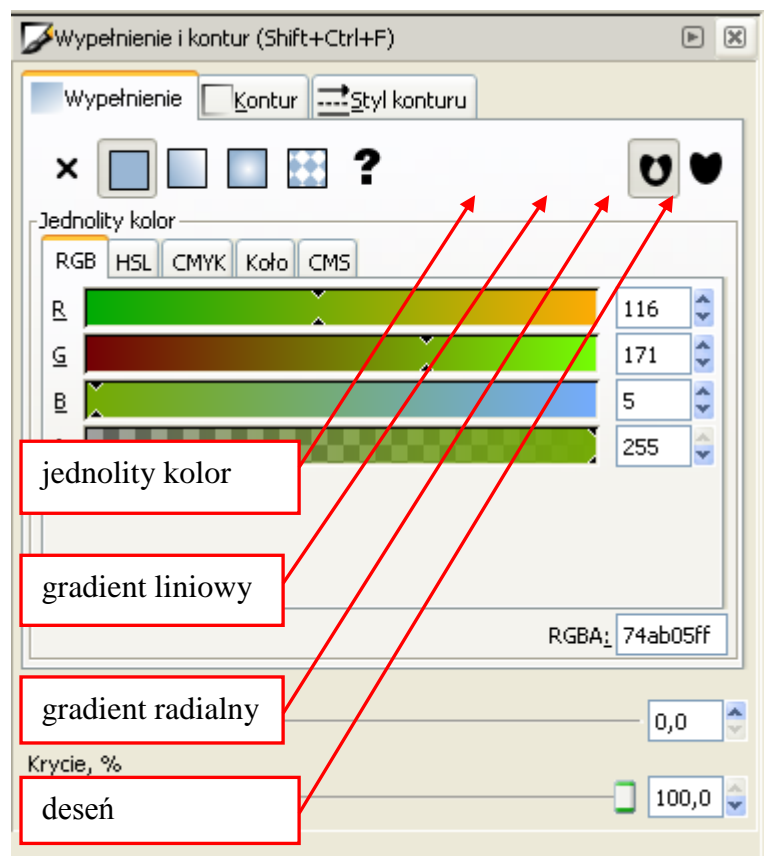 Wypełnienie i kontur (Shift+Ctrl+F)
Wypełnienie Kontur Styl konturu
?
Jednolity kolor
RGB HSL CMYK Koło CMS
R 116
G 171
B 5
255
jednolity kolor
gradient liniowy
RGBA: 74ab05ff
gradient radialny
0,0
Krycie, %
deseń
100,0